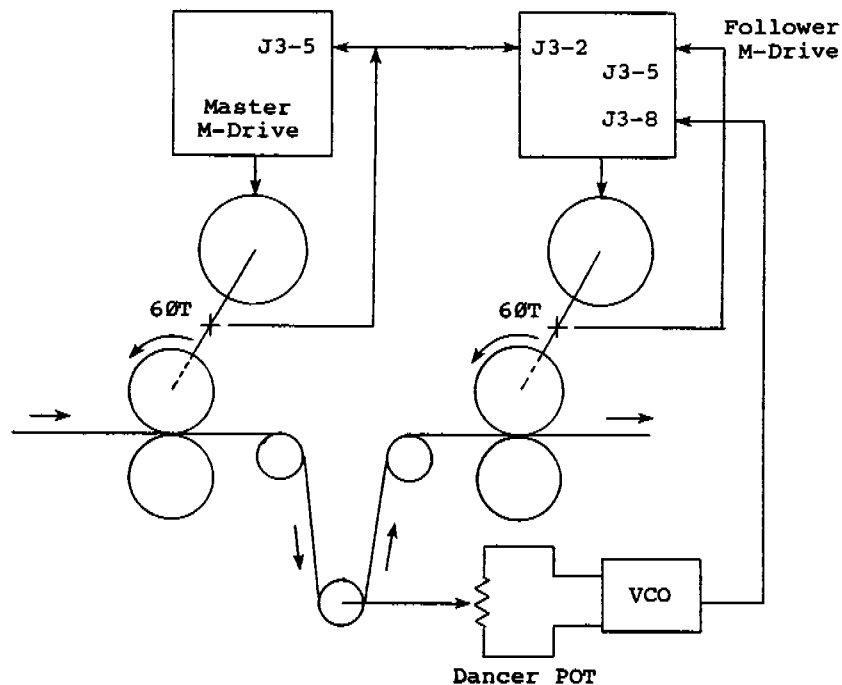 J3-5
Master
M-Drive
J3-2
J3-5
J3-8
Follower
M-Drive
6ØT
6ØT
VCO
Dancer POT